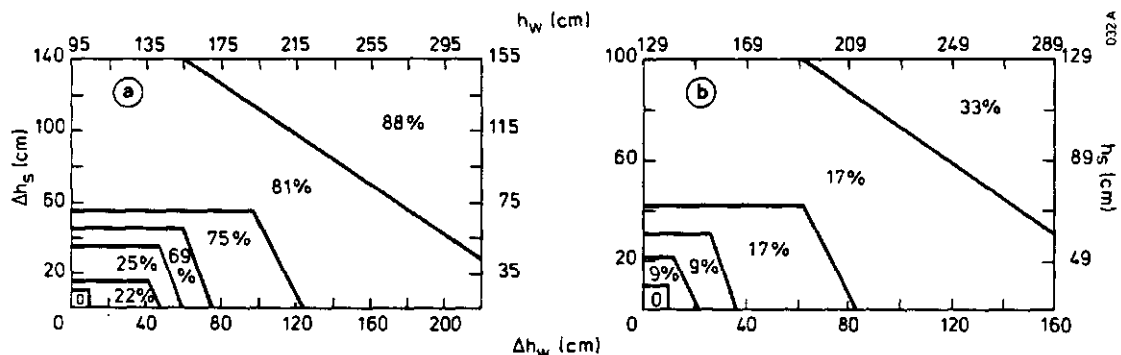 h_w (cm)
95 135 175 215 255 295
140 155
a
88%
100 115
Δh_s (cm)
81%
60 75
75%
69 %
25%
20 35
22%
0
0 40 80 120 160 200
Δh_w (cm)
129 169 209 249 289
100 129
b
33%
60 89
h_s (cm)
17%
17%
20 49
9% 9%
0
0 40 80 120 160
032 A